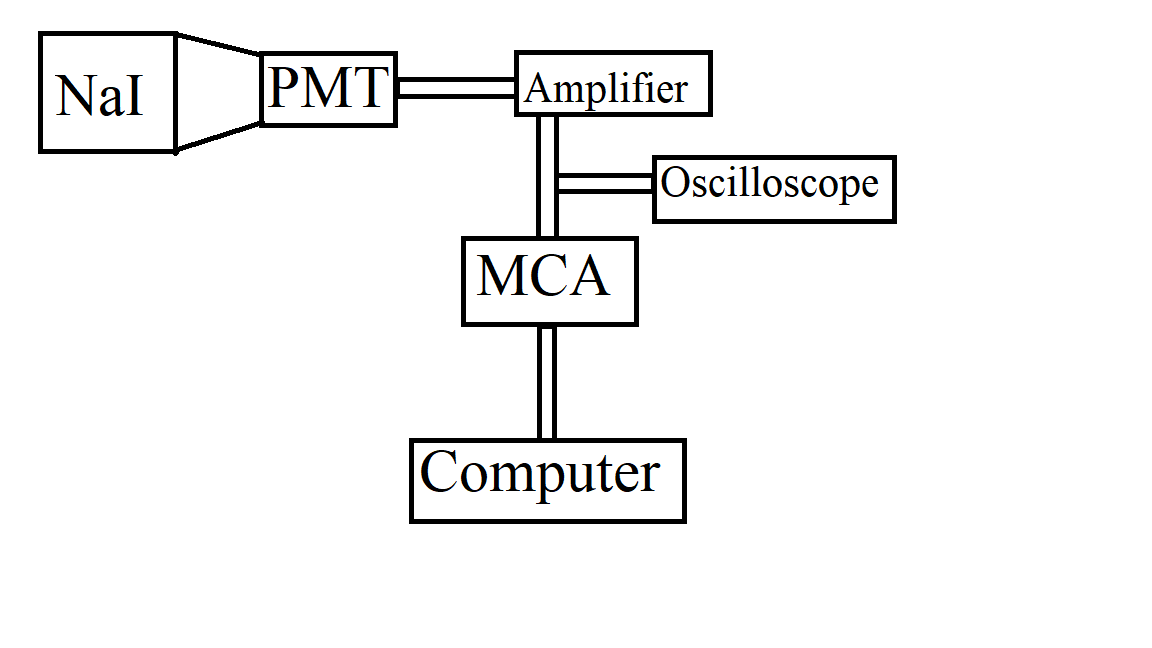 NaI
PMT
Amplifier
Oscilloscope
MCA
Computer